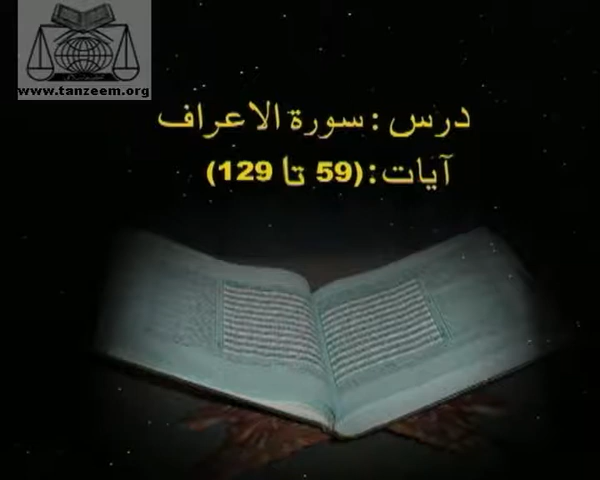 www.tanzeem.org
درس : سورة الاعراف
آیات : (59 تا 129)